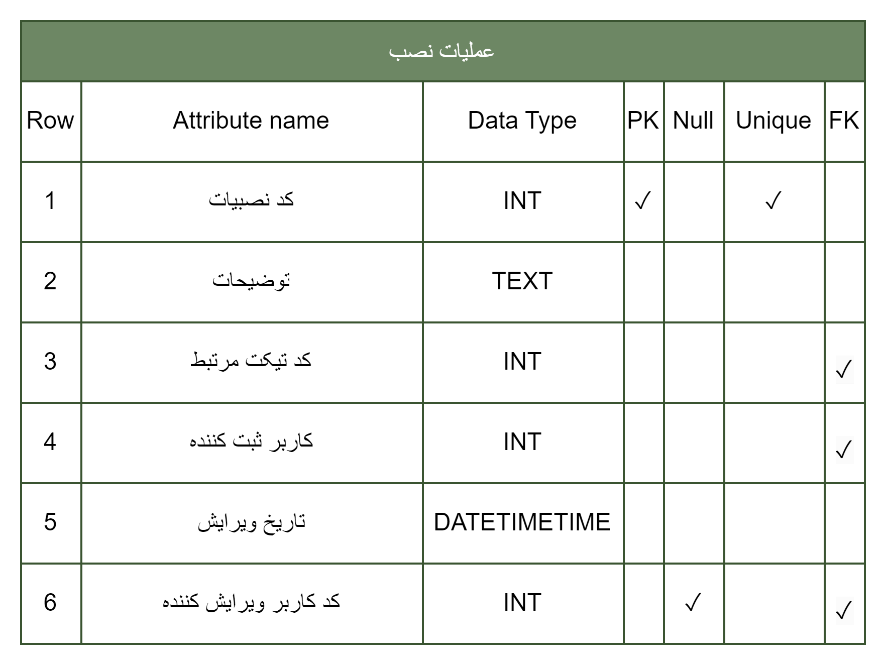 عملیات نصب
Row Attribute name Data Type PK Null Unique FK
1 کد نصبیات INT ✓ ✓
2 توضیحات TEXT
3 کد تیکت مرتبط INT ✓
4 کاربر ثبت کننده INT ✓
5 تاریخ ویرایش DATETIMETIME
6 کد کاربر ویرایش کننده INT ✓ ✓